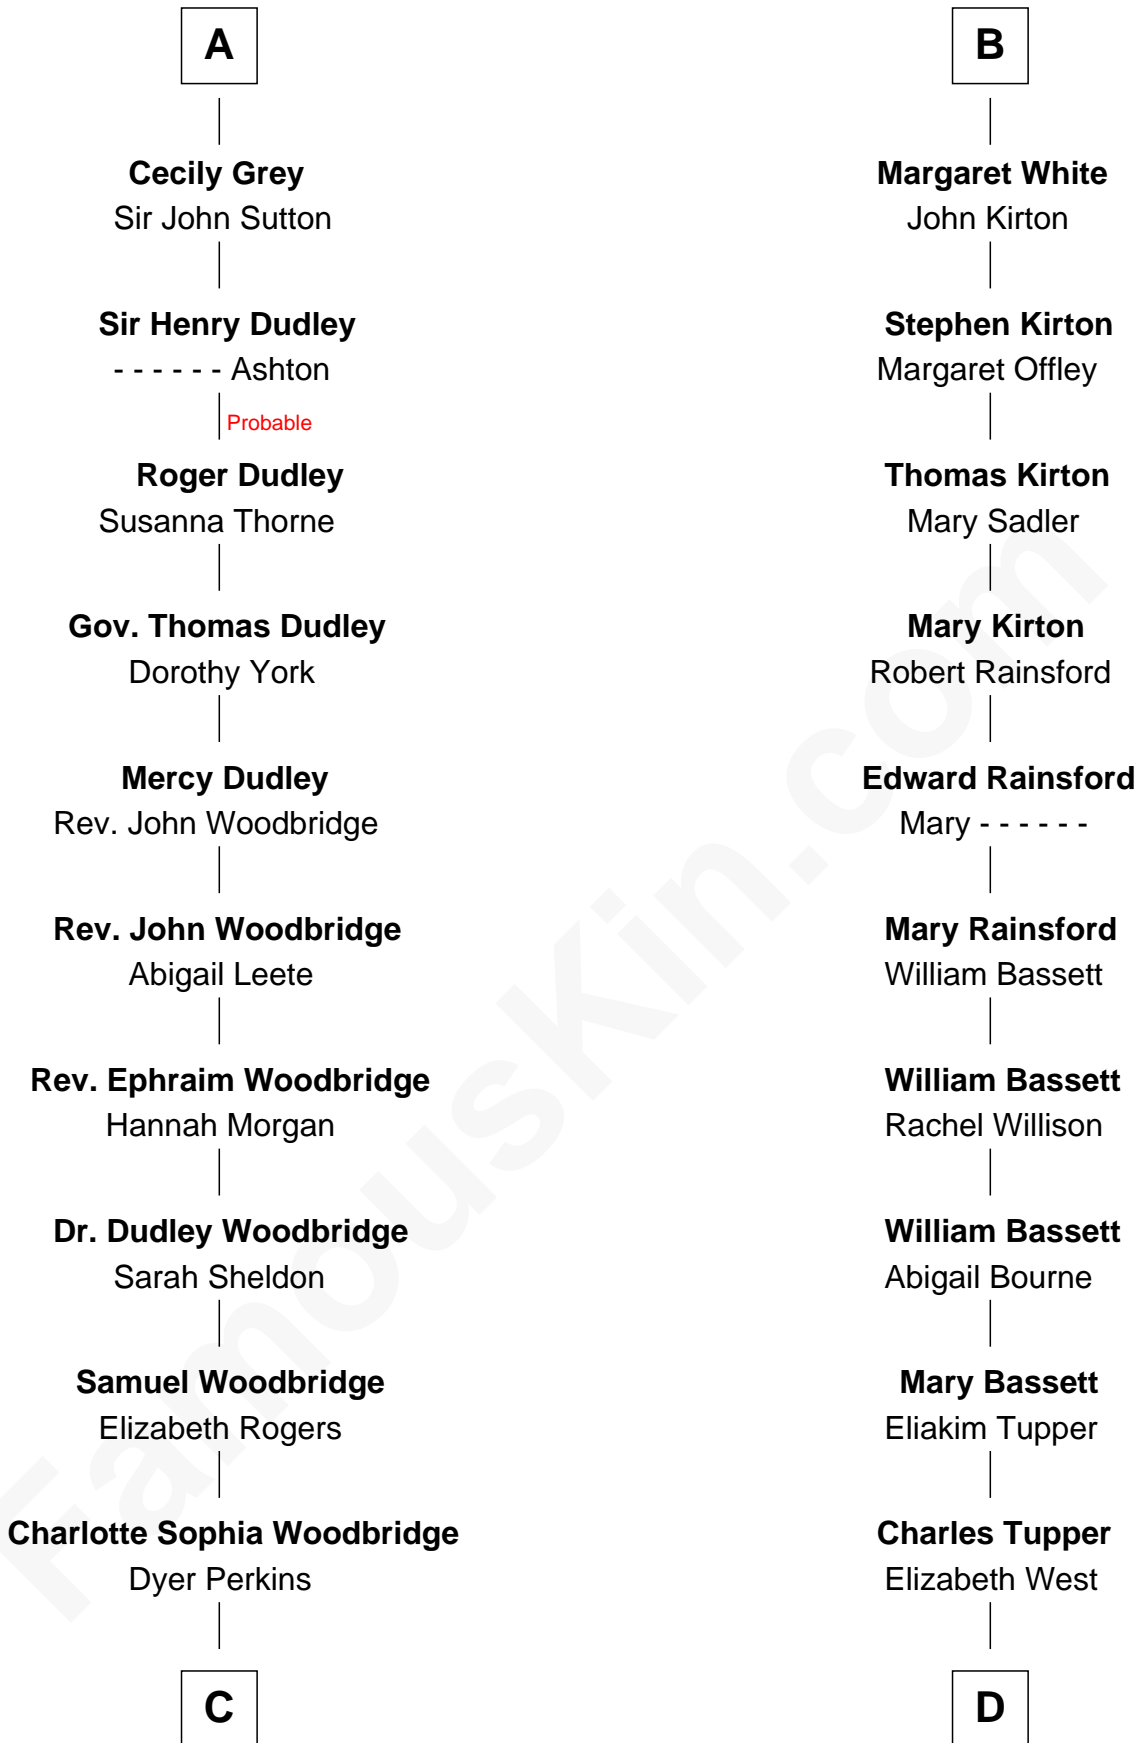 A
Cecily Grey
Sir John Sutton
Sir Henry Dudley
- - - - - - Ashton
Probable
Roger Dudley
Susanna Thorne
Gov. Thomas Dudley
Dorothy York
Mercy Dudley
Rev. John Woodbridge
Rev. John Woodbridge
Abigail Leete
Rev. Ephraim Woodbridge
Hannah Morgan
Dr. Dudley Woodbridge
Sarah Sheldon
Samuel Woodbridge
Elizabeth Rogers
Charlotte Sophia Woodbridge
Dyer Perkins
C
B
Margaret White
John Kirton
Stephen Kirton
Margaret Offley
Thomas Kirton
Mary Sadler
Mary Kirton
Robert Rainsford
Edward Rainsford
Mary - - - - - -
Mary Rainsford
William Bassett
William Bassett
Rachel Willison
William Bassett
Abigail Bourne
Mary Bassett
Eliakim Tupper
Charles Tupper
Elizabeth West
D
FamousKin.com